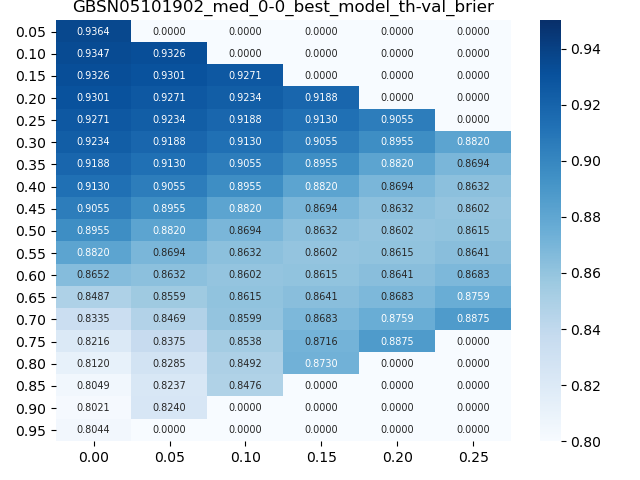 GBSN05101902_med_0-0_best_model_th-val_brier
0.05 0.9364 0.0000 0.0000 0.0000 0.0000 0.0000
0.10 0.9347 0.9326 0.0000 0.0000 0.0000 0.0000
0.15 0.9326 0.9301 0.9271 0.0000 0.0000 0.0000
0.20 0.9301 0.9271 0.9234 0.9188 0.0000 0.0000
0.25 0.9271 0.9234 0.9188 0.9130 0.9055 0.0000
0.30 0.9234 0.9188 0.9130 0.9055 0.8955 0.8820
0.35 0.9188 0.9130 0.9055 0.8955 0.8820 0.8694
0.40 0.9130 0.9055 0.8955 0.8820 0.8694 0.8632
0.45 0.9055 0.8955 0.8820 0.8694 0.8632 0.8602
0.50 0.8955 0.8820 0.8694 0.8632 0.8602 0.8615
0.55 0.8820 0.8694 0.8632 0.8602 0.8615 0.8641
0.60 0.8652 0.8632 0.8602 0.8615 0.8641 0.8683
0.65 0.8487 0.8559 0.8615 0.8641 0.8683 0.8759
0.70 0.8335 0.8469 0.8599 0.8683 0.8759 0.8875
0.75 0.8216 0.8375 0.8538 0.8716 0.8875 0.0000
0.80 0.8120 0.8285 0.8492 0.8730 0.0000 0.0000
0.85 0.8049 0.8237 0.8476 0.0000 0.0000 0.0000
0.90 0.8021 0.8240 0.0000 0.0000 0.0000 0.0000
0.95 0.8044 0.0000 0.0000 0.0000 0.0000 0.0000
0.00 0.05 0.10 0.15 0.20 0.25
0.94
0.92
0.90
0.88
0.86
0.84
0.82
0.80